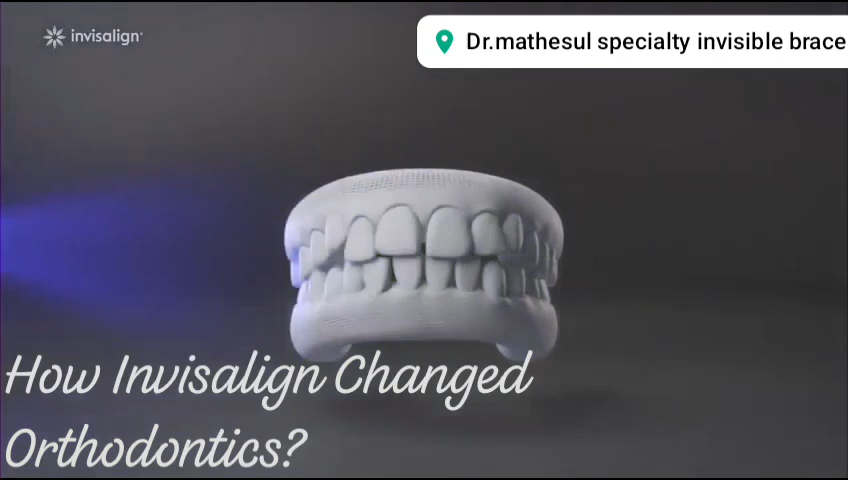 invisalign
Dr.mathesul specialty invisible brace
How Invisalign Changed
Orthodontics?